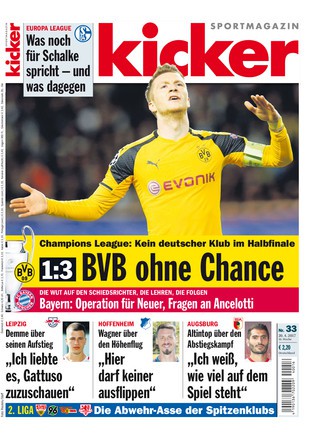 EUROPA LEAGUE
Was noch
für Schalke
spricht – und
was dagegen
SPORTMAGAZIN
kicker
kicker
EVONIK
Champions League: Kein deutscher Klub im Halbfinale
BVB 09
1:3 BVB ohne Chance
DIE WUT AUF DEN SCHIEDSRICHTER, DIE LEHREN, DIE FOLGEN
Bayern: Operation für Neuer, Fragen an Ancelotti
LEIPZIG
Demme über
seinen Aufstieg
„Ich liebte
es, Gattuso
zuzuschauen“
HOFFENHEIM
Wagner über
den Höhenflug
„Hier
darf keiner
ausflippen“
AUGSBURG
Altintop über den
Abstiegskampf
„Ich weiß,
wie viel auf dem
Spiel steht“
Nr. 33
20. 4. 2017
€ 2,20
2. LIGA
96
Die Abwehr-Asse der Spitzenklubs